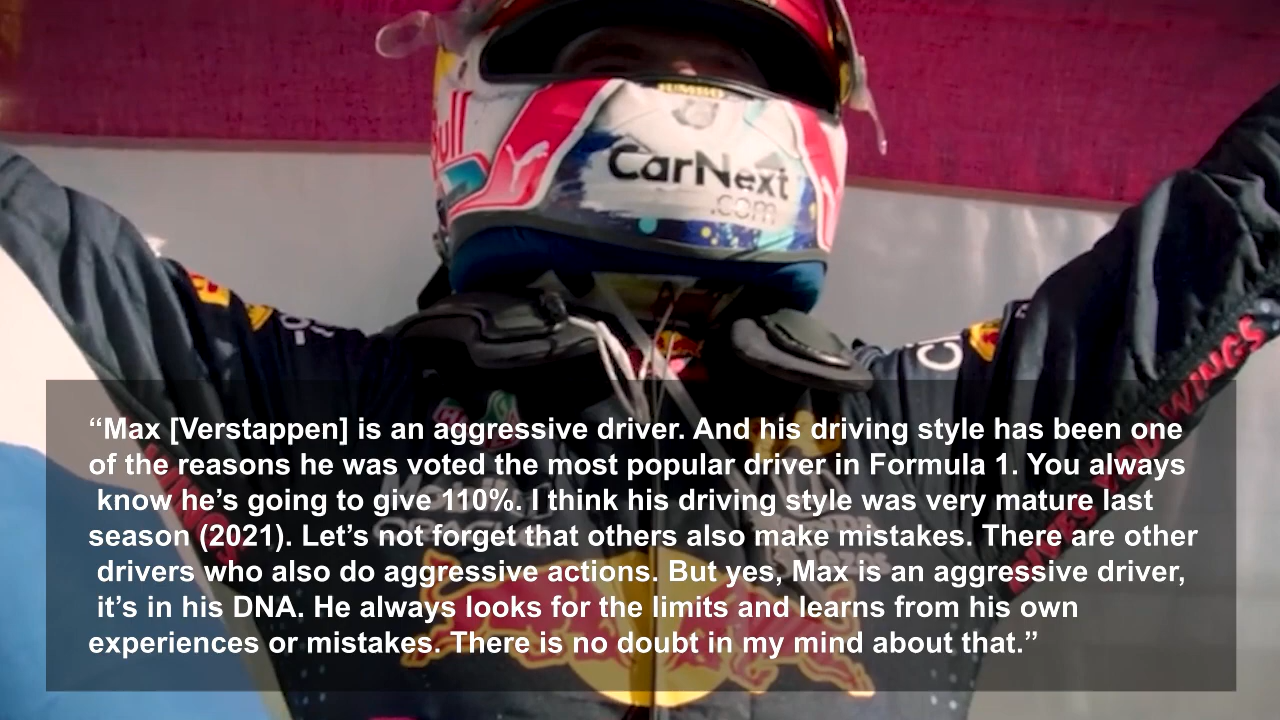 JUMBO
Bull
CarNext
.com
WINGS
“Max [Verstappen] is an aggressive driver. And his driving style has been one
of the reasons he was voted the most popular driver in Formula 1. You always
know he’s going to give 110%. I think his driving style was very mature last
season (2021). Let’s not forget that others also make mistakes. There are other
drivers who also do aggressive actions. But yes, Max is an aggressive driver,
it’s in his DNA. He always looks for the limits and learns from his own
experiences or mistakes. There is no doubt in my mind about that.”